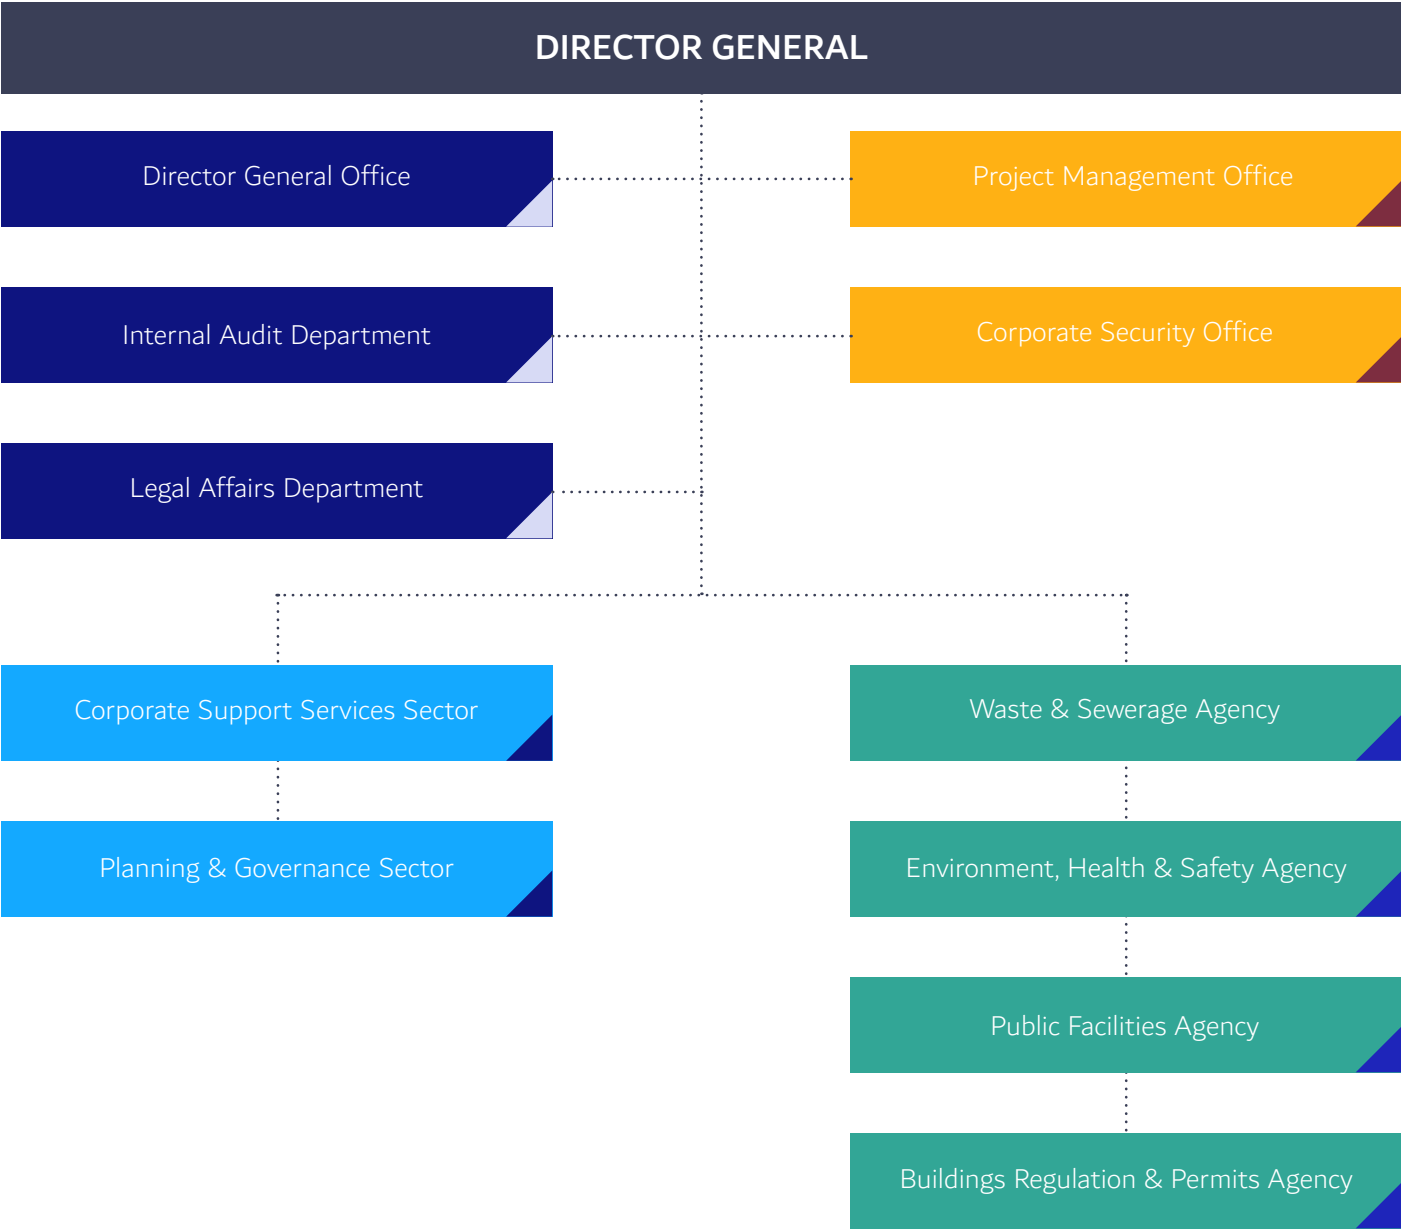 DIRECTOR GENERAL
Director General Office
Project Management Office
Internal Audit Department
Corporate Security Office
Legal Affairs Department
Corporate Support Services Sector
Waste & Sewerage Agency
Planning & Governance Sector
Environment, Health & Safety Agency
Public Facilities Agency
Buildings Regulation & Permits Agency